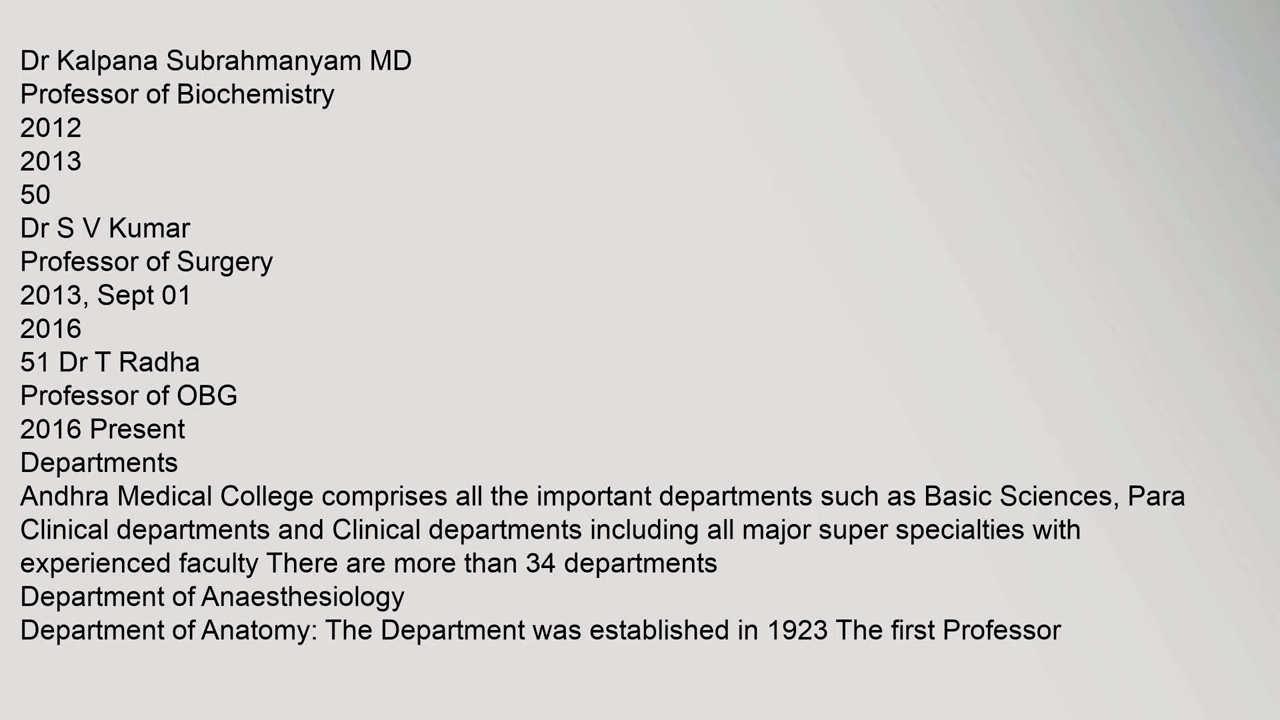 Dr Kalpana Subrahmanyam MD
Professor of Biochemistry
2012
2013
50
Dr S V Kumar
Professor of Surgery
2013, Sept 01
2016
51 Dr T Radha
Professor of OBG
2016 Present
Departments
Andhra Medical College comprises all the important departments such as Basic Sciences, Para
Clinical departments and Clinical departments including all major super specialties with
experienced faculty There are more than 34 departments
Department of Anaesthesiology
Department of Anatomy: The Department was established in 1923 The first Professor